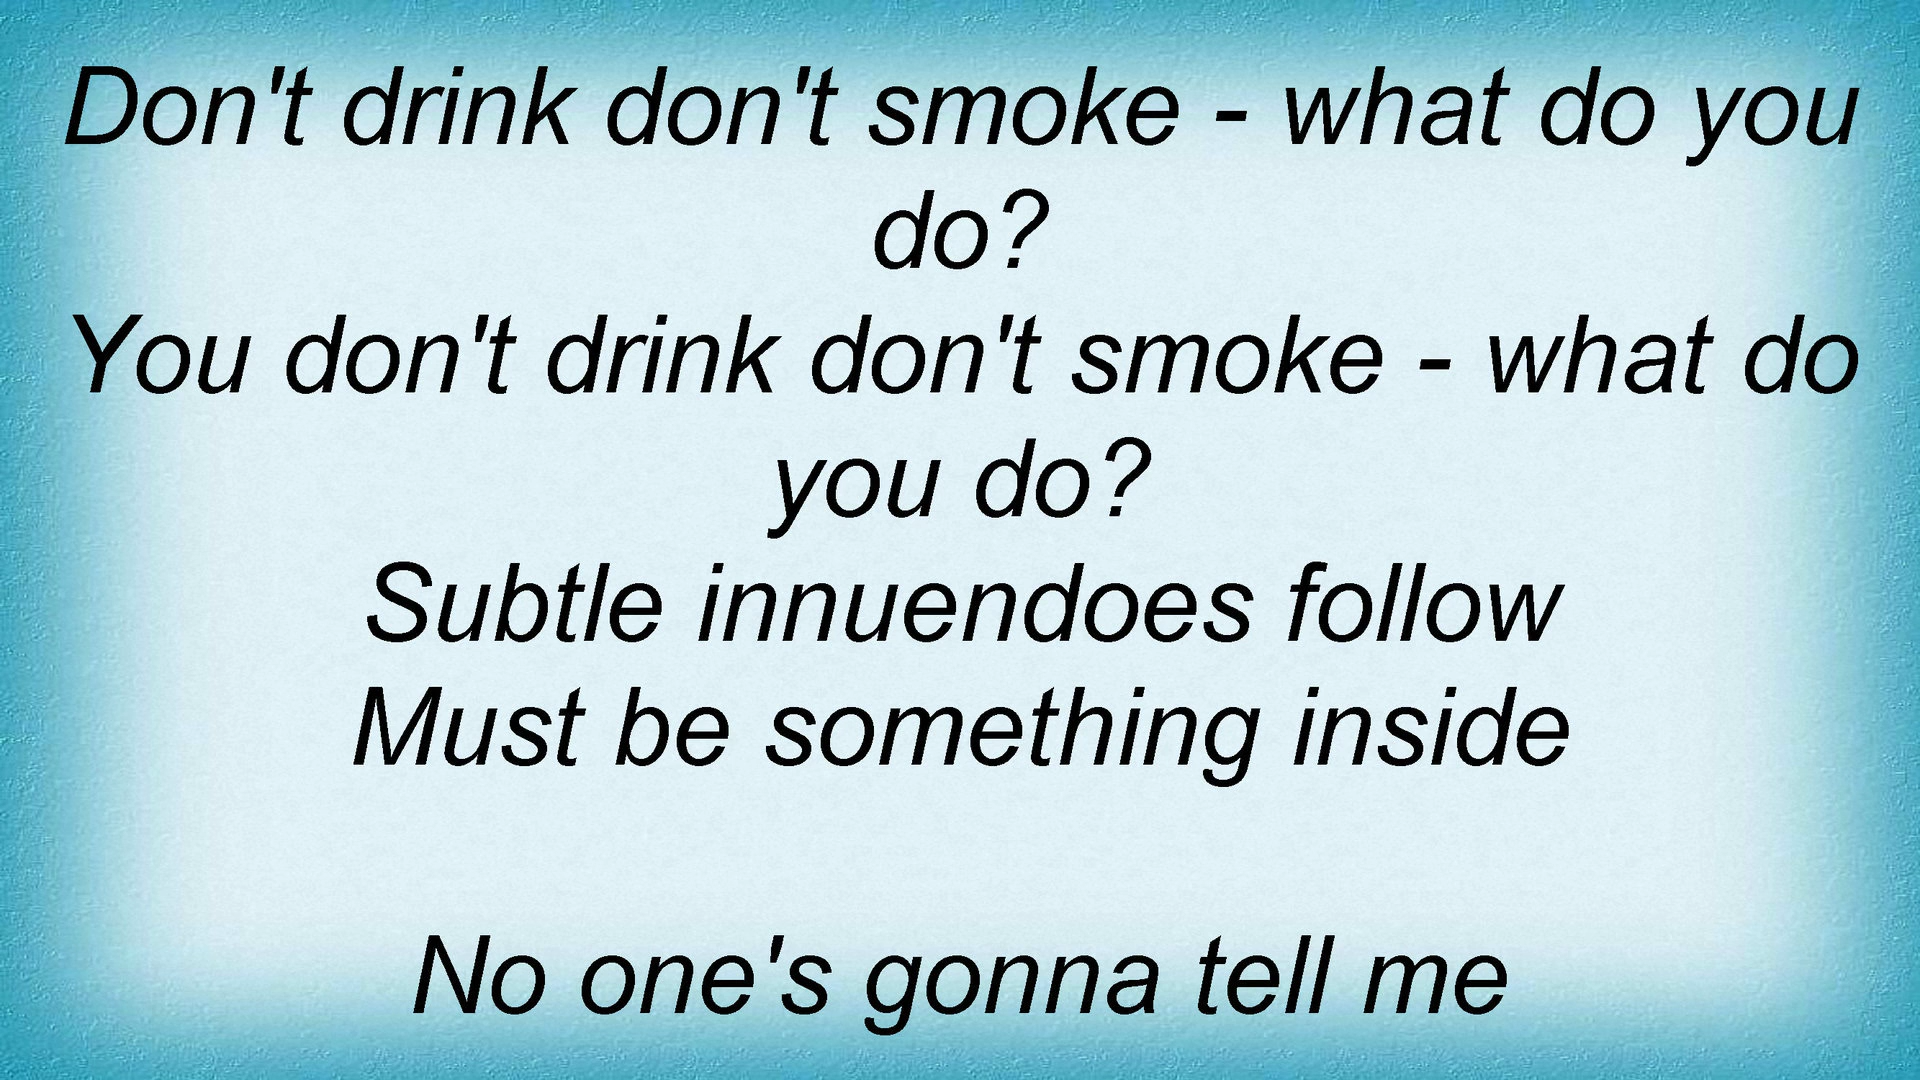 Don't drink don't smoke - what do you
do?
You don't drink don't smoke - what do
you do?
Subtle innuendoes follow
Must be something inside
No one's gonna tell me